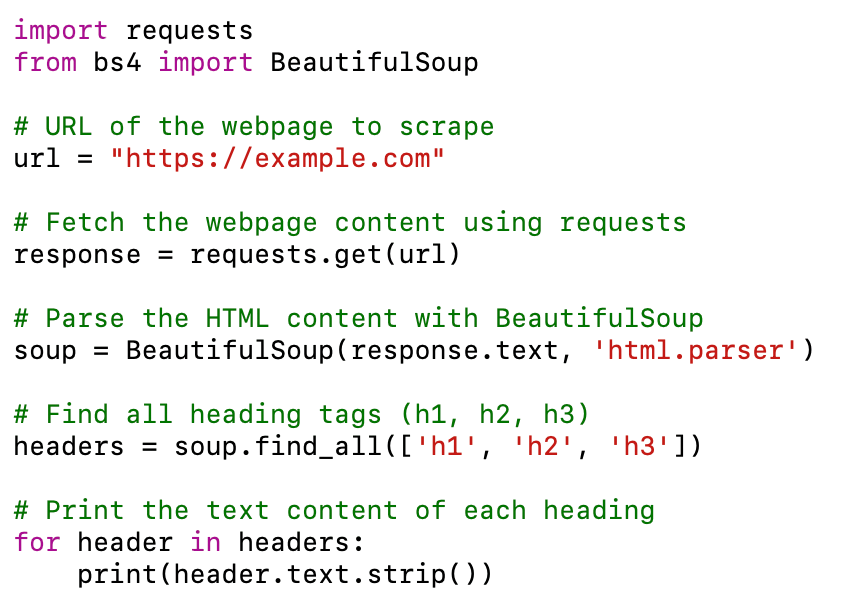 import requests
from bs4 import BeautifulSoup

# URL of the webpage to scrape
url = "https://example.com"

# Fetch the webpage content using requests
response = requests.get(url)

# Parse the HTML content with BeautifulSoup
soup = BeautifulSoup(response.text, 'html.parser')

# Find all heading tags (h1, h2, h3)
headers = soup.find_all(['h1', 'h2', 'h3'])

# Print the text content of each heading
for header in headers:
    print(header.text.strip())